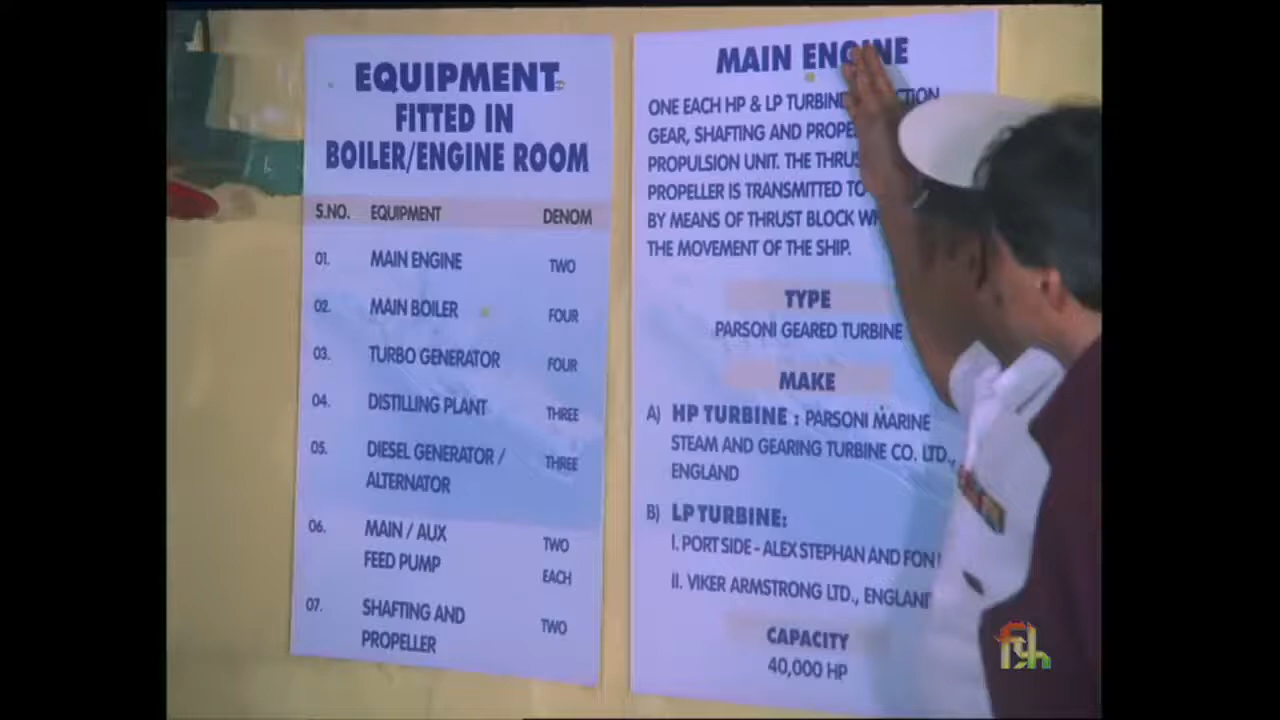 EQUIPMENT
FITTED IN
BOILER/ENGINE ROOM
S.NO. EQUIPMENT DENOM
01. MAIN ENGINE TWO
02. MAIN BOILER FOUR
03. TURBO GENERATOR FOUR
04. DISTILLING PLANT THREE
05. DIESEL GENERATOR / THREE
ALTERNATOR
06. MAIN / AUX TWO
FEED PUMP EACH
07. SHAFTING AND TWO
PROPELLER
MAIN ENGINE
ONE EACH HP & LP
GEAR, SHAFTING AND
PROPULSION UNIT. THE
PROPELLER IS TRANSMITTED TO
BY MEANS OF THRUST BLOCK
THE MOVEMENT OF THE SHIP.
TYPE
PARSONI GEARED TURBINE
MAKE
A) HP TURBINE : PARSONI MARINE
STEAM AND GEARING TURBINE CO. LTD.,
ENGLAND
B) LP TURBINE:
I. PORT SIDE - ALEX STEPHAN AND
II. VIKER ARMSTRONG LTD., ENGLAND
CAPACITY
40,000 HP